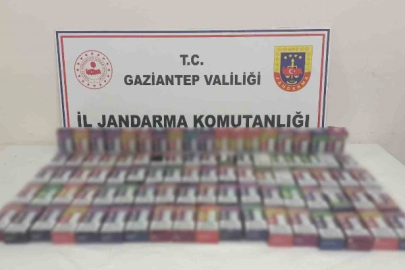 T.C.
GAZİANTEP VALİLİĞİ
İL JANDARMA KOMUTANLIĞI